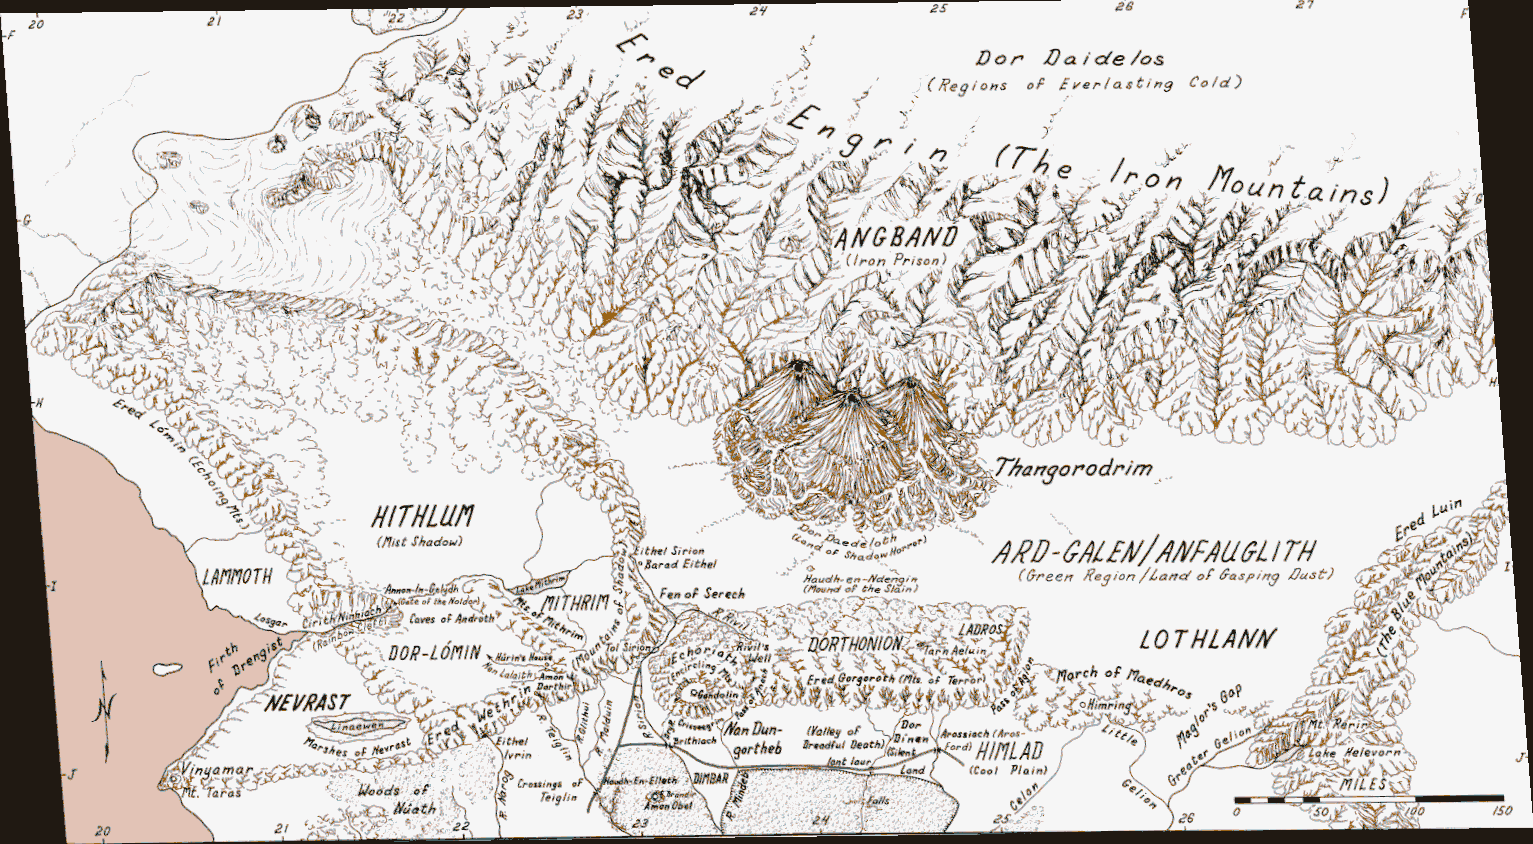 20 21 22 23 24 25 26 27
F
F
Ered Engrin (The Iron Mountains)
Dor Daidelos
(Regions of Everlasting Cold)
G
G
ANGBAND
(Iron Prison)
H
H
Ered Lómin (Echoing Mts.)
Thangorodrim
HITHLUM
(Mist Shadow)
Dor Daedeloth
(Land of Shadow Horror)
ARD-GALEN/ANFAUGLITH
(Green Region/Land of Gasping Dust)
Ered Luin
(The Blue Mountains)
Eithel Sirion
Barad Eithel
Haudh-en-Ndengin
(Mound of the Slain)
I
I
LAMMOTH
Annon-In-Gelydh
(Gate of the Noldor)
Lake Mithrim
MITHRIM
Mts. of Mithrim
Fen of Serech
R. Rivil
Losgar
Cirith Ninniach
(Rainbow Cleft)
Caves of Androth
Firth
of Drengist
DOR-LÓMIN
Húrin's House
Nen Lalaith
Amon
Darthir
Ered Wethrin (Mountains of Shadow)
Tol Sirion
Echoriath
Encircling Mts.
Gondolin
Rivil's
Well
DORTHONION
LADROS
Tarn Aeluin
Ered Gorgoroth (Mts. of Terror)
Pass of Aglon
LOTHLANN
March of Maedhros
Himring
Maglor's Gap
NEVRAST
Linaewen
Marshes of Nevrast
Eithel
Ivrin
R. Teiglin
R. Malduin
R. Sirion
Crissaegrim
Brithiach
Nan Dun-
gortheb
(Valley of
Dreadful Death)
Dor
Dinen
(Silent
Land
Iant Iaur
Arossiach (Aros-
Ford)
HIMLAD
(Cool Plain)
Little
Gelion
Greater Gelion
Mt. Rerir
Lake Helevorn
J
J
Vinyamar
Mt. Taras
Woods of
Núath
R. Narog
Crossings of
Teiglin
Haudh-En-Elleth
Amon Obel
DIMBAR
R. Mindeb
Falls
Celon
MILES
0 50 100 150
20 21 22 23 24 25 26